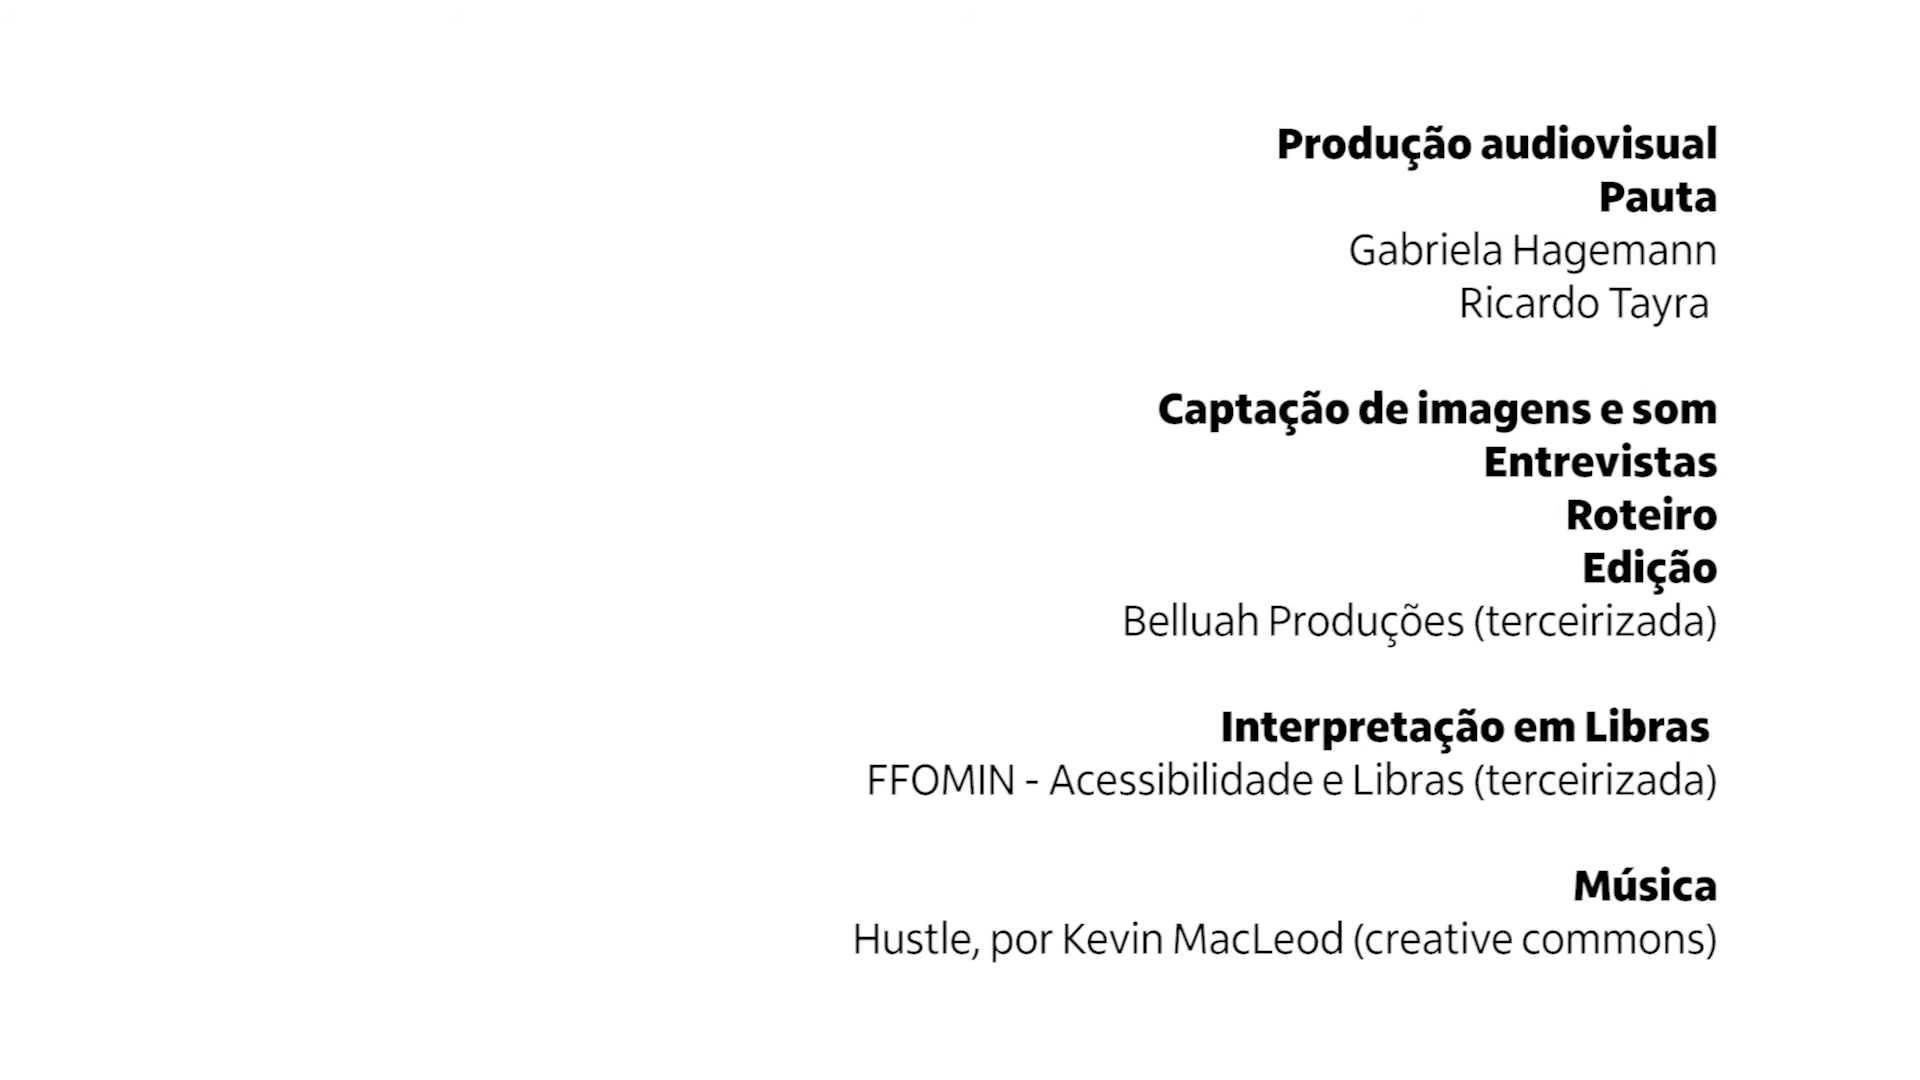 Produção audiovisual
Pauta
Gabriela Hagemann
Ricardo Tayra
Captação de imagens e som
Entrevistas
Roteiro
Edição
Belluah Produções (terceirizada)
Interpretação em Libras
FFOMIN - Acessibilidade e Libras (terceirizada)
Música
Hustle, por Kevin MacLeod (creative commons)